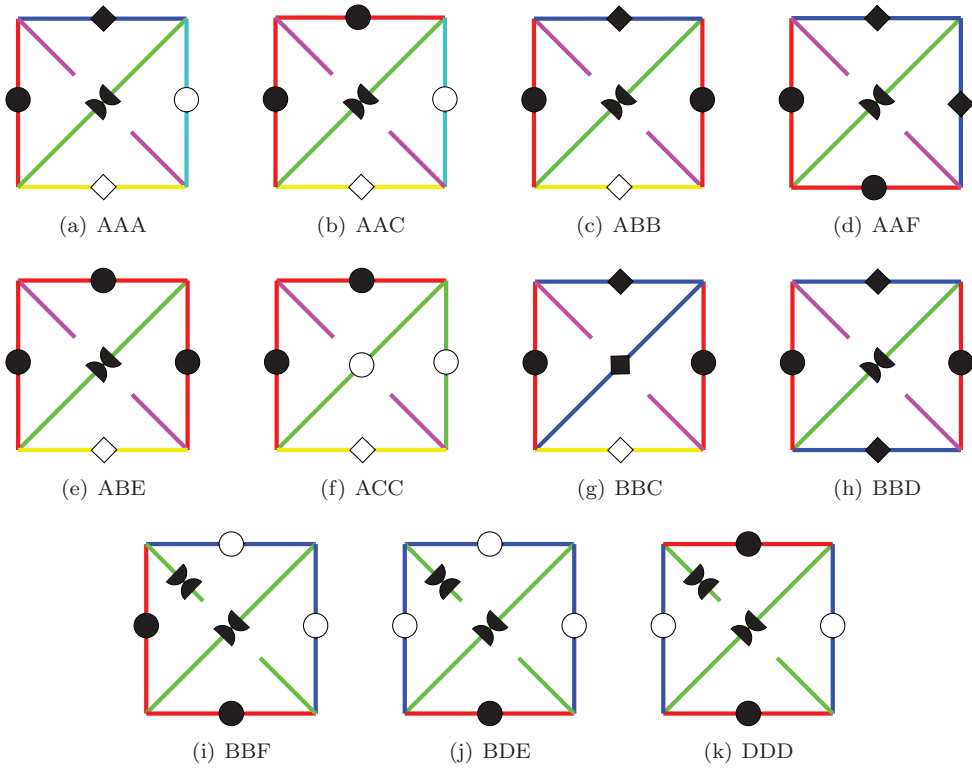 (a) AAA (b) AAC (c) ABB (d) AAF
(e) ABE (f) ACC (g) BBC (h) BBD
(i) BBF (j) BDE (k) DDD